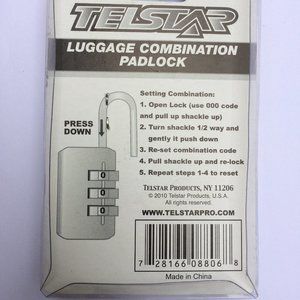 TELSTAR
LUGGAGE COMBINATION
PADLOCK
Setting Combination:
1. Open Lock (use 000 code
and pull up shackle up)
2. Turn shackle 1/2 way and
gently it push down
3. Re-set combination code
4. Pull shackle up and re-lock
5. Repeat steps 1-4 to reset
PRESS
DOWN
0
0
0
TELSTAR PRODUCTS, NY 11206
© 2010 Telstar Products, U.S.A.
All rights reserved.
WWW.TELSTARPRO.COM
7 28166 08806 8
Made in China